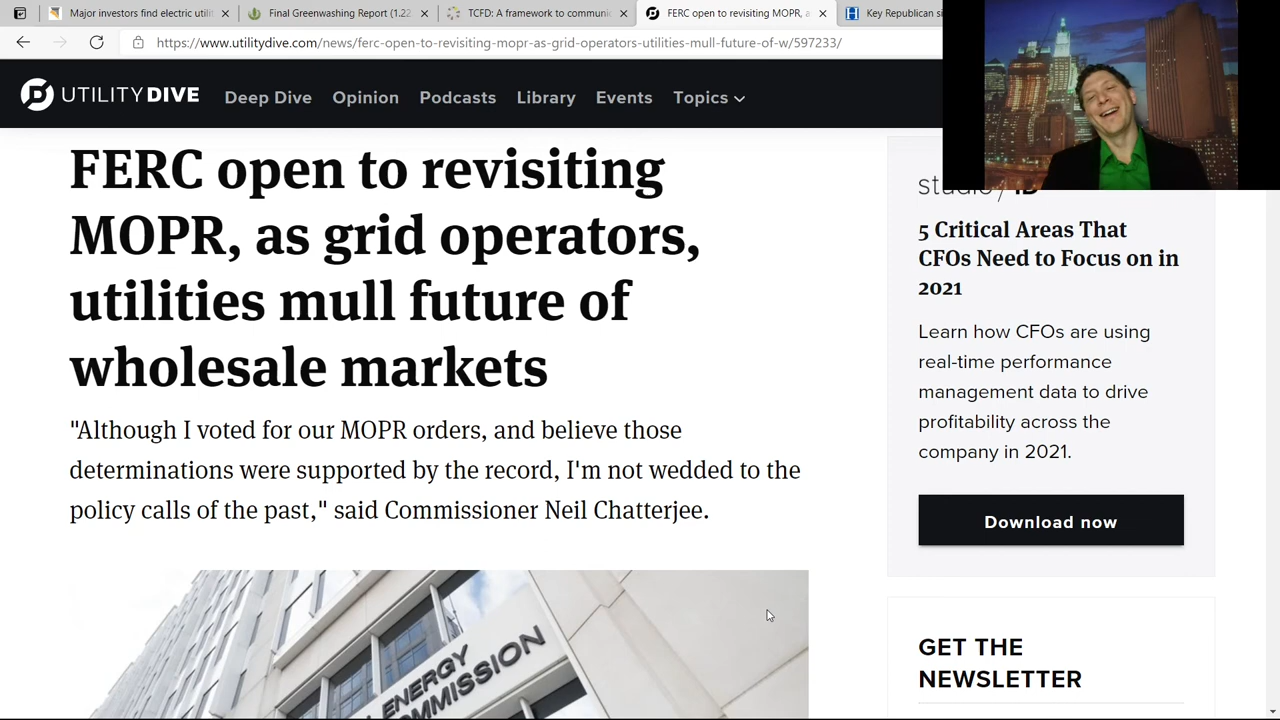 Major investors find electric utili
Final Greenwashing Report (1.22
TCFD: A framework to communic
FERC open to revisiting MOPR, a
Key Republican sk
https://www.utilitydive.com/news/ferc-open-to-revisiting-mopr-as-grid-operators-utilities-mull-future-of-w/597233/
UTILITY DIVE Deep Dive Opinion Podcasts Library Events Topics
FERC open to revisiting
MOPR, as grid operators,
utilities mull future of
wholesale markets
"Although I voted for our MOPR orders, and believe those
determinations were supported by the record, I'm not wedded to the
policy calls of the past," said Commissioner Neil Chatterjee.
ENERGY
COMMISSION
studio / ID
5 Critical Areas That
CFOs Need to Focus on in
2021
Learn how CFOs are using
real-time performance
management data to drive
profitability across the
company in 2021.
Download now
GET THE
NEWSLETTER